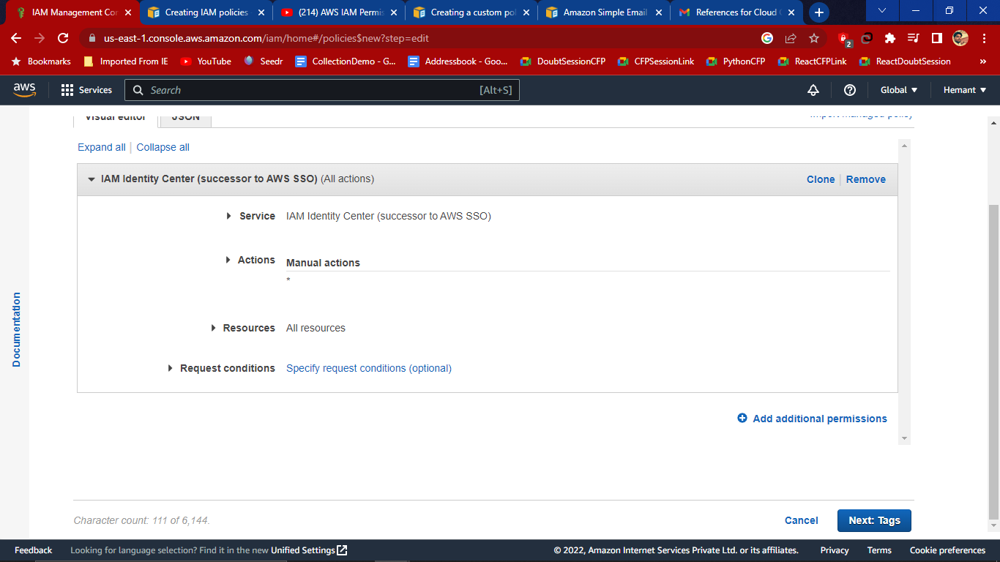 IAM Management Cor
Creating IAM policies
(214) AWS IAM Permis
Creating a custom pol
Amazon Simple Email
References for Cloud C
us-east-1.console.aws.amazon.com/iam/home#/policies$new?step=edit
2
Bookmarks
Imported From IE
YouTube
Seedr
CollectionDemo - G...
Addressbook - Goo...
DoubtSessionCFP
CFPSessionLink
PythonCFP
ReactCFPLink
ReactDoubtSession
»
aws
Services
Search
[Alt+S]
Global
Hemant
Visual editor
JSON
Import managed policy
Expand all
Collapse all
IAM Identity Center (successor to AWS SSO) (All actions)
Clone
Remove
Service
IAM Identity Center (successor to AWS SSO)
Actions
Manual actions
*
Resources
All resources
Request conditions
Specify request conditions (optional)
Add additional permissions
Documentation
Character count: 111 of 6,144.
Cancel
Next: Tags
Feedback
Looking for language selection? Find it in the new Unified Settings
© 2022, Amazon Internet Services Private Ltd. or its affiliates.
Privacy
Terms
Cookie preferences